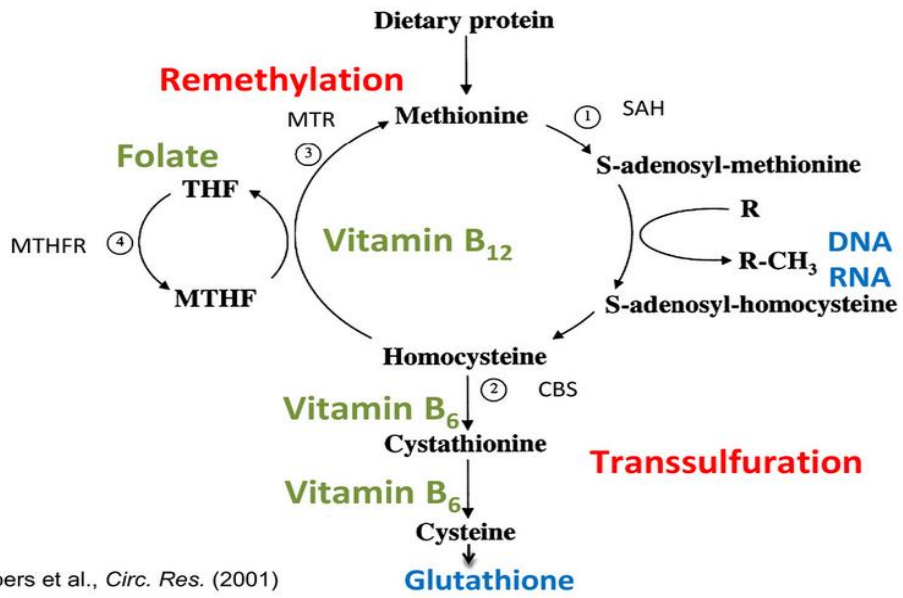 Dietary protein
Remethylation
MTR
Methionine
1
SAH
3
Folate
S-adenosyl-methionine
THF
R
MTHFR
4
Vitamin B12
DNA
R-CH3
RNA
MTHF
S-adenosyl-homocysteine
Homocysteine
2
CBS
Vitamin B6
Cystathionine
Transsulfuration
Vitamin B6
Cysteine
et al., Circ. Res. (2001)
Glutathione